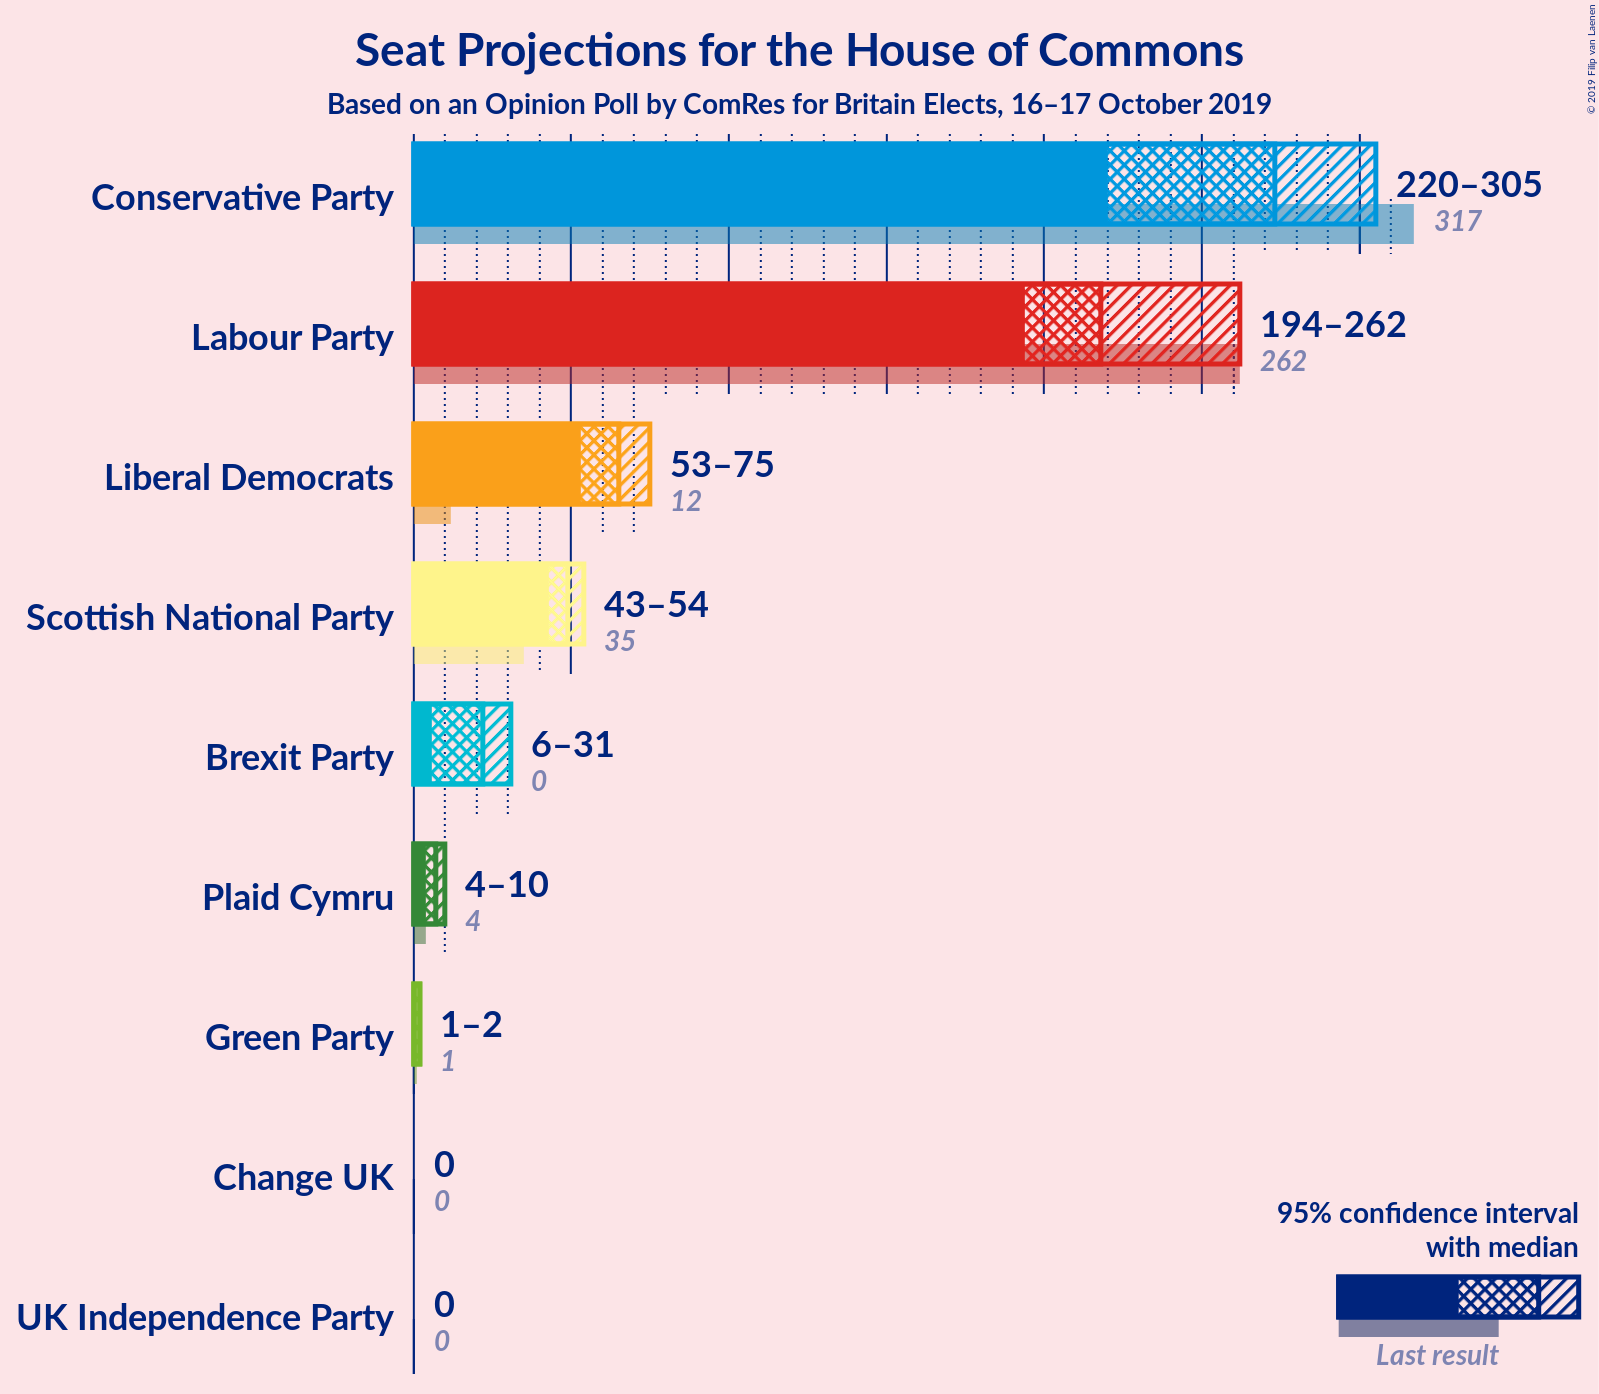 Seat Projections for the House of Commons
Based on an Opinion Poll by ComRes for Britain Elects, 16–17 October 2019
© 2019 Filip van Laenen
Conservative Party
220–305
317
Labour Party
194–262
262
Liberal Democrats
53–75
12
Scottish National Party
43–54
35
Brexit Party
6–31
0
Plaid Cymru
4–10
4
Green Party
1–2
1
Change UK
0
0
UK Independence Party
0
0
95% confidence interval
with median
Last result